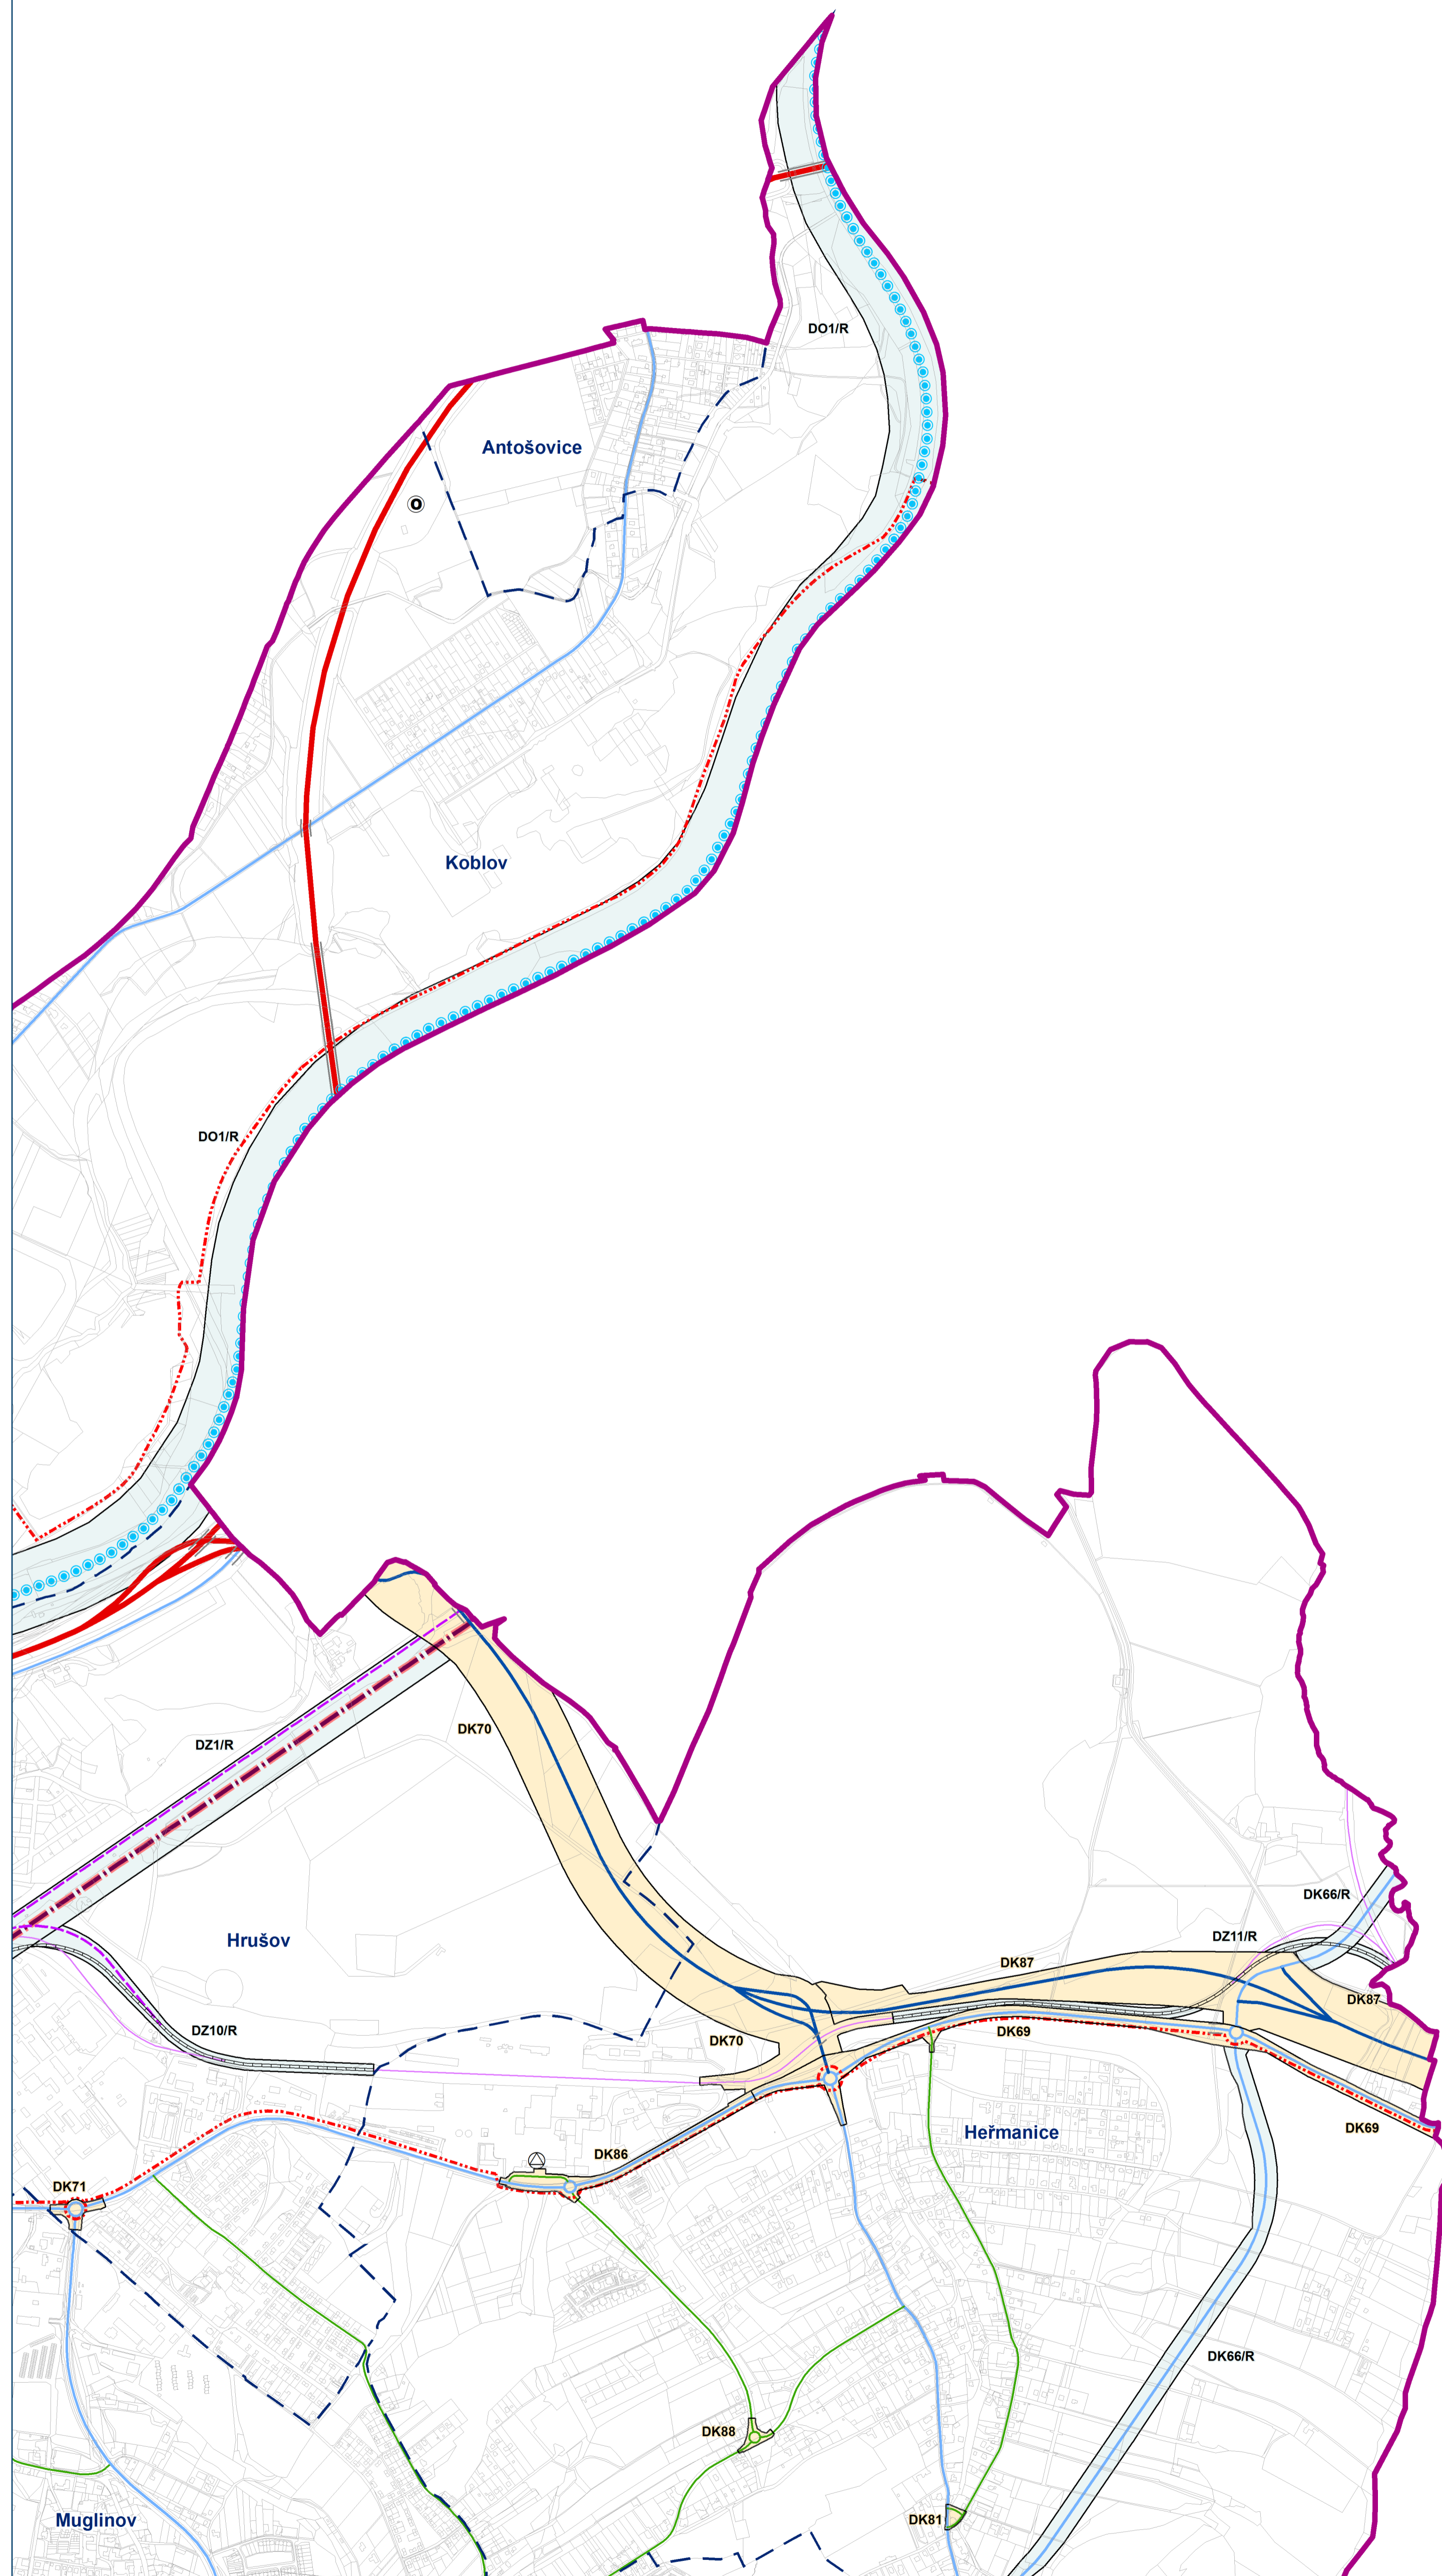 DO1/R
Antošovice
O
Koblov
DO1/R
DK70
DZ1/R
DK66/R
DZ11/R
Hrušov
DK87
DK87
DZ10/R
DK69
DK70
Heřmanice
DK69
DK86
DK71
DK66/R
DK88
DK81
Muglinov